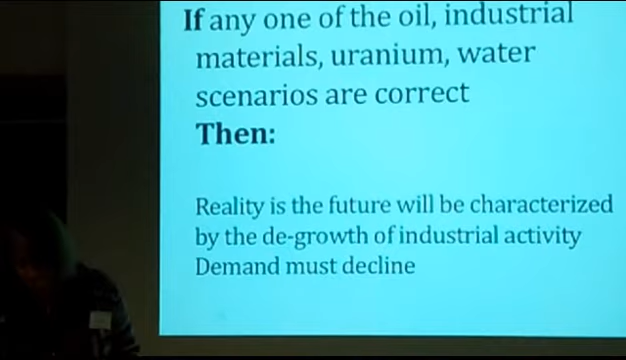 If any one of the oil, industrial
materials, uranium, water
scenarios are correct
Then:
Reality is the future will be characterized
by the de-growth of industrial activity
Demand must decline